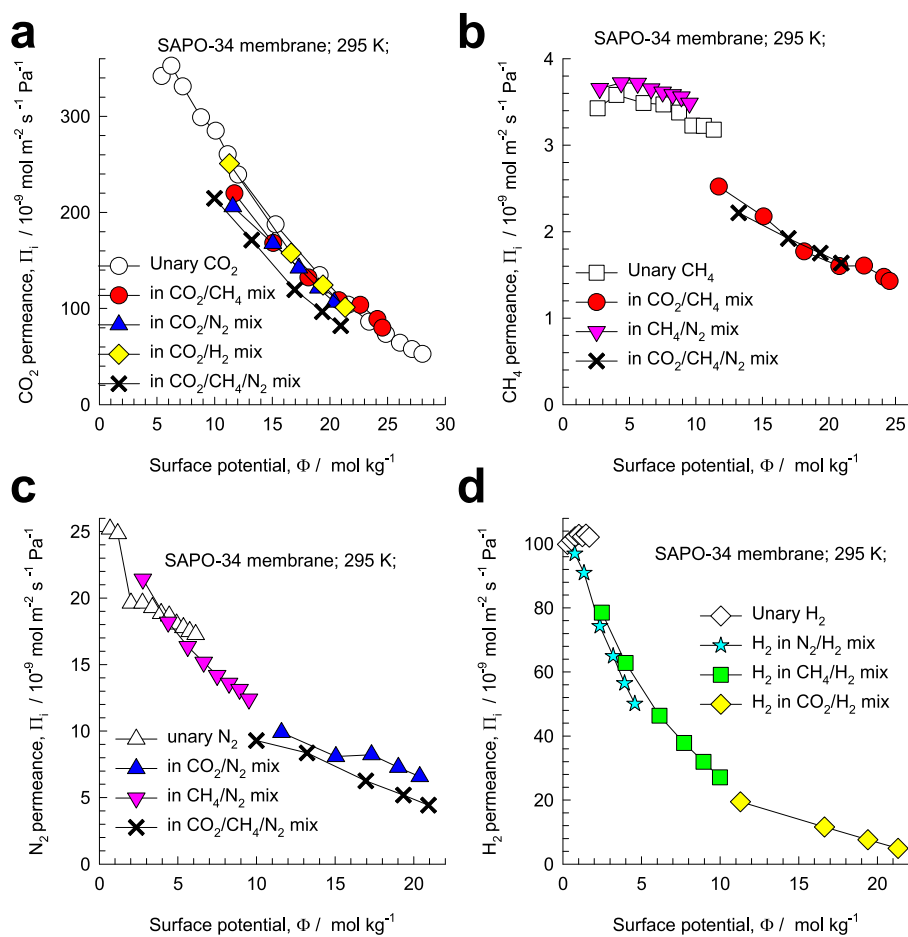 a
SAPO-34 membrane; 295 K;
CO₂ permeance, Πᵢ / 10⁻⁹ mol m⁻² s⁻¹ Pa⁻¹
300
200
100
0
Unary CO₂
in CO₂/CH₄ mix
in CO₂/N₂ mix
in CO₂/H₂ mix
in CO₂/CH₄/N₂ mix
0 5 10 15 20 25 30
Surface potential, Φ / mol kg⁻¹
b
SAPO-34 membrane; 295 K;
CH₄ permeance, Πᵢ / 10⁻⁹ mol m⁻² s⁻¹ Pa⁻¹
4
3
2
1
0
Unary CH₄
in CO₂/CH₄ mix
in CH₄/N₂ mix
in CO₂/CH₄/N₂ mix
0 5 10 15 20 25
Surface potential, Φ / mol kg⁻¹
c
SAPO-34 membrane; 295 K;
N₂ permeance, Πᵢ / 10⁻⁹ mol m⁻² s⁻¹ Pa⁻¹
25
20
15
10
5
0
unary N₂
in CO₂/N₂ mix
in CH₄/N₂ mix
in CO₂/CH₄/N₂ mix
0 5 10 15 20
Surface potential, Φ / mol kg⁻¹
d
SAPO-34 membrane; 295 K;
H₂ permeance, Πᵢ / 10⁻⁹ mol m⁻² s⁻¹ Pa⁻¹
100
80
60
40
20
0
Unary H₂
H₂ in N₂/H₂ mix
H₂ in CH₄/H₂ mix
H₂ in CO₂/H₂ mix
0 5 10 15 20
Surface potential, Φ / mol kg⁻¹